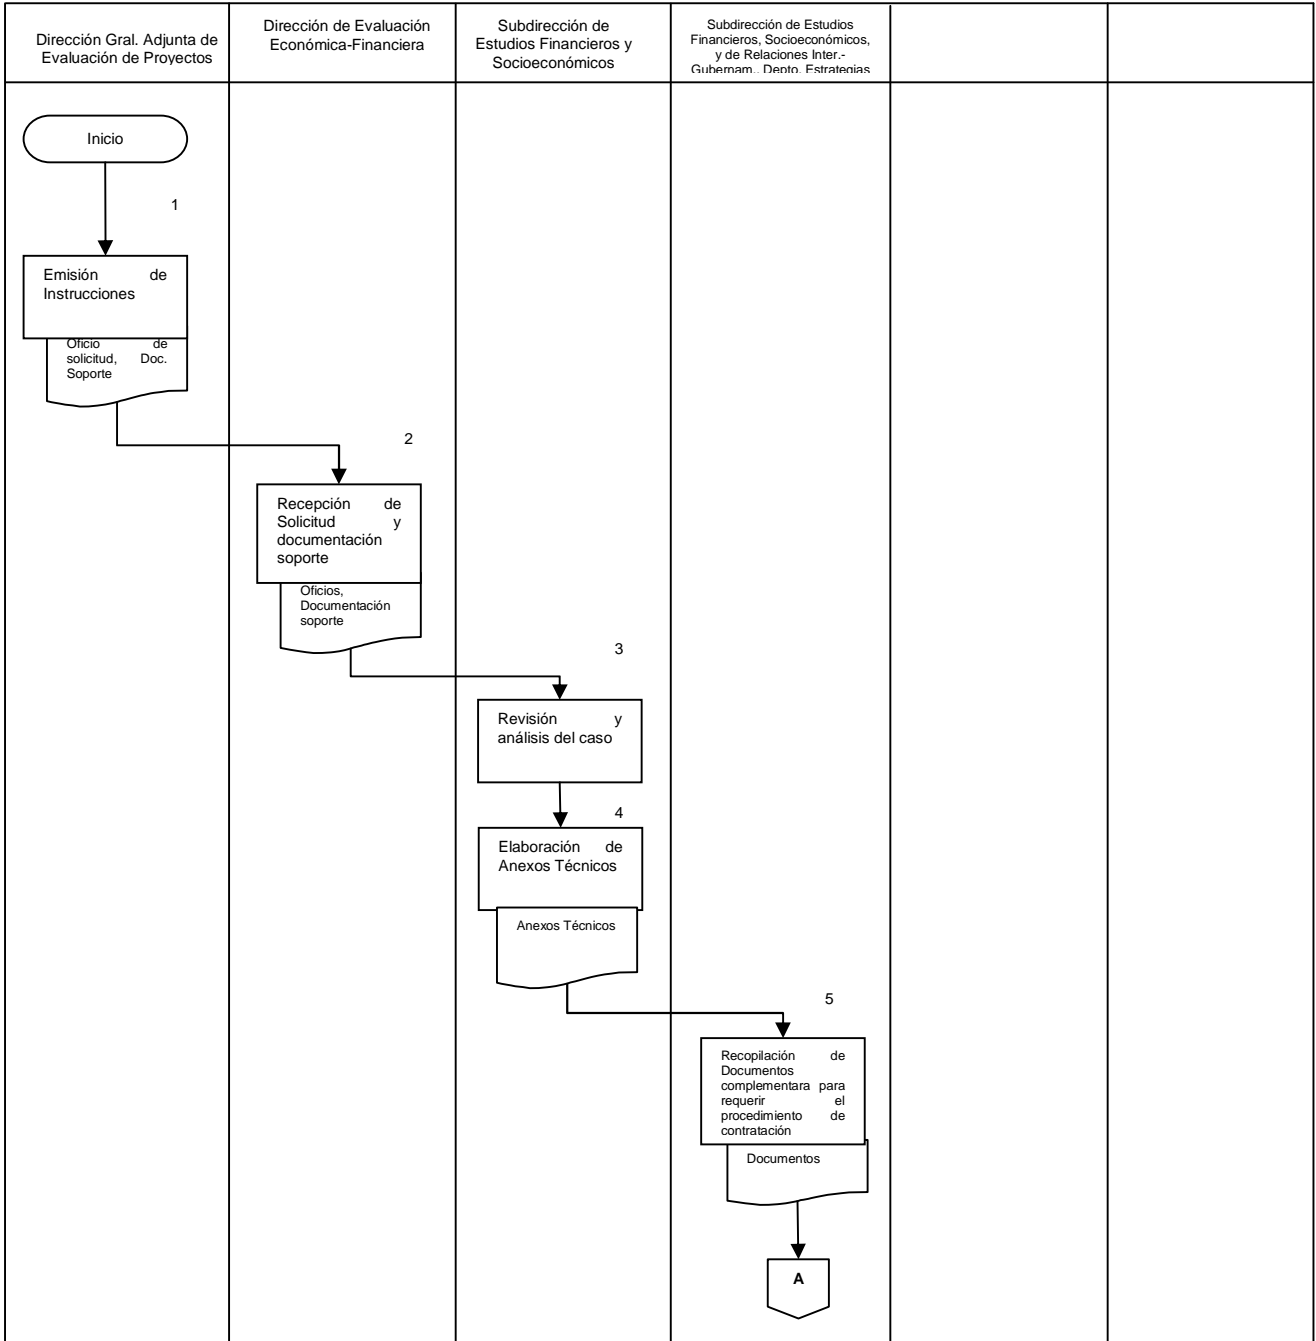 Dirección Gral. Adjunta de
Evaluación de Proyectos
Dirección de Evaluación
Económica-Financiera
Subdirección de
Estudios Financieros y
Socioeconómicos
Subdirección de Estudios
Financieros, Socioeconómicos,
y de Relaciones Inter.-
Gubernam., Depto. Estrategias
Inicio
1
Emisión de
Instrucciones
Oficio de
solicitud, Doc.
Soporte
2
Recepción de
Solicitud y
documentación
soporte
Oficios,
Documentación
soporte
3
Revisión y
análisis del caso
4
Elaboración de
Anexos Técnicos
Anexos Técnicos
5
Recopilación de
Documentos
complementara para
requerir el
procedimiento de
contratación
Documentos
A